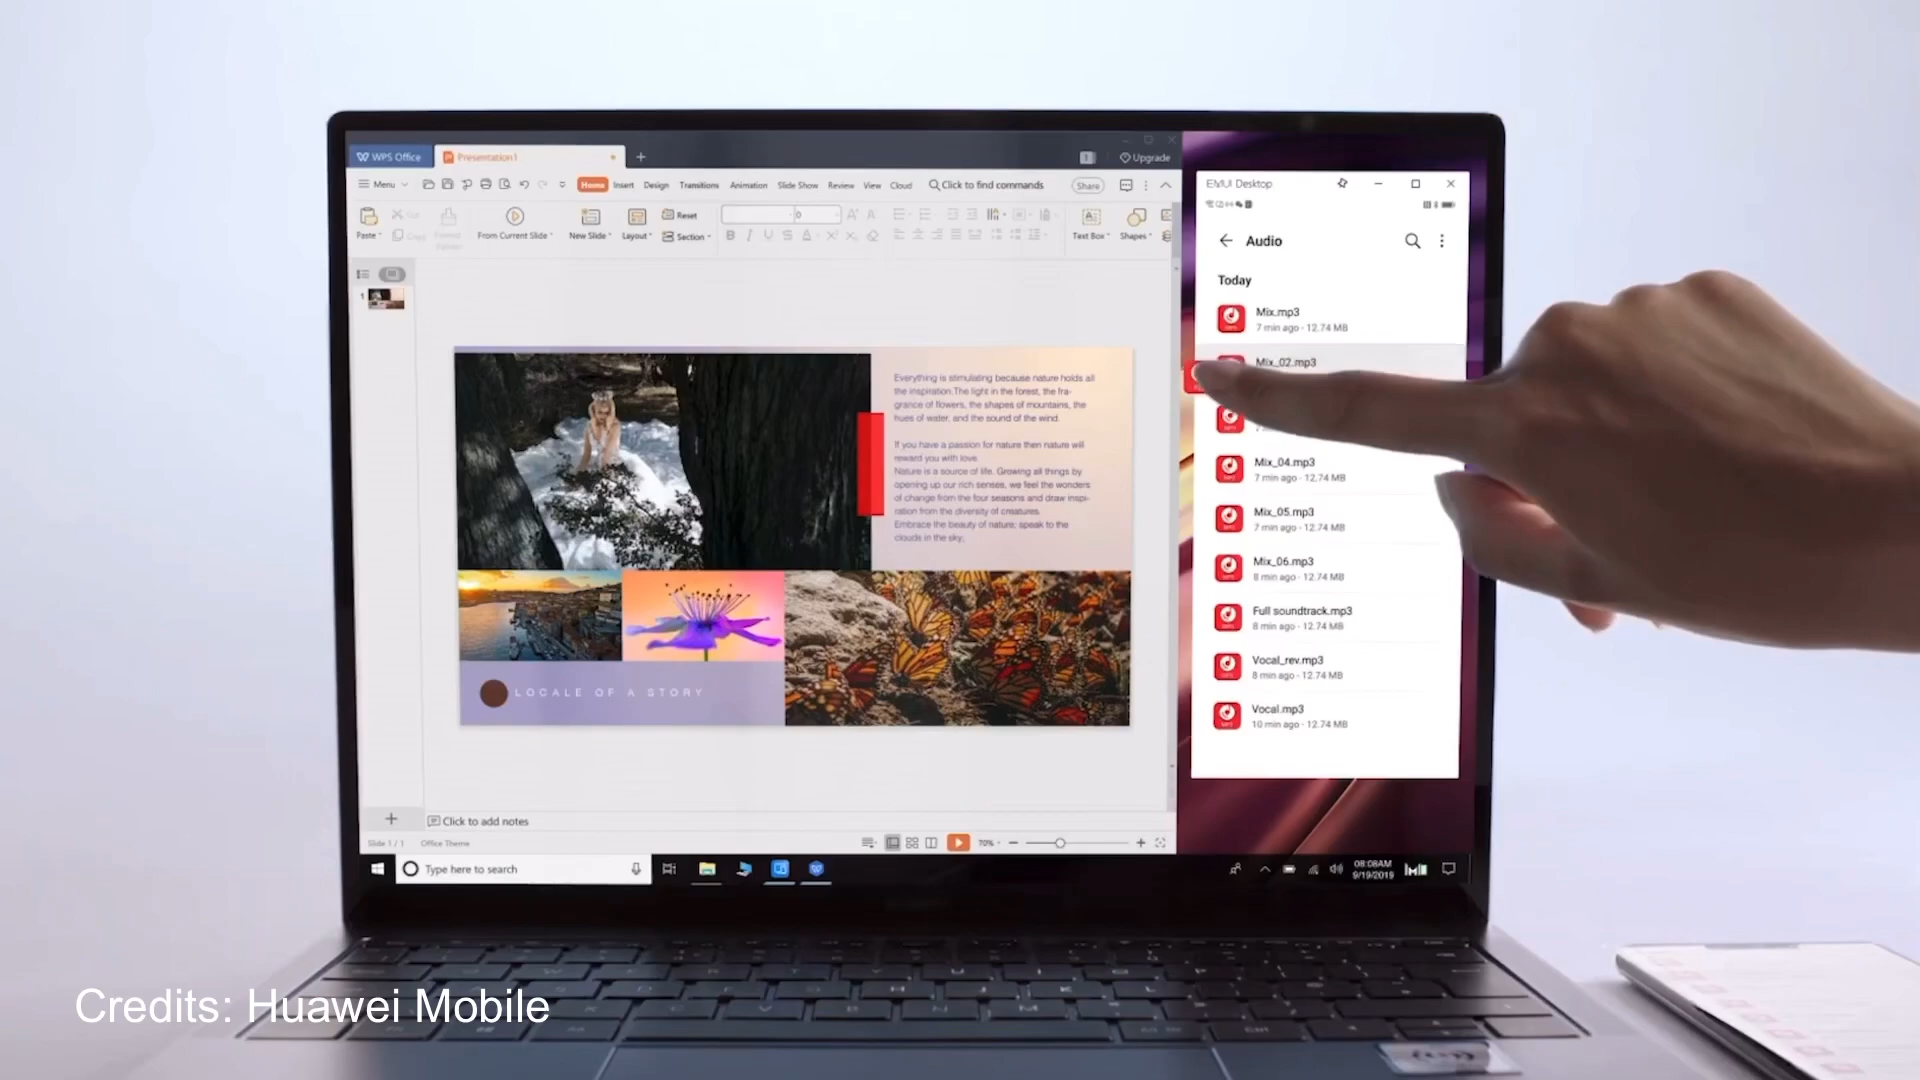 WPS Office
Presentation1
Upgrade
Menu
Home Insert Design Transitions Animation Slide Show Review View Cloud
Click to find commands
Share
Paste
Cut
Copy
Format
Painter
From Current Slide
New Slide
Layout
Reset
Section
0
B I U S A
Text Box
Shapes
1
Everything is stimulating because nature holds all
the inspiration.The light in the forest, the fra-
grance of flowers, the shapes of mountains, the
hues of water, and the sound of the wind.
If you have a passion for nature then nature will
reward you with love.
Nature is a source of life. Growing all things by
opening up our rich senses, we feel the wonders
of change from the four seasons and draw inspi-
ration from the diversity of creatures.
Embrace the beauty of nature; speak to the
clouds in the sky.
LOCALE OF A STORY
Click to add notes
Slide 1 / 1
Office Theme
70%
EMUI Desktop
Audio
Today
Mix.mp3
7 min ago - 12.74 MB
Mix_02.mp3
Mix_04.mp3
7 min ago - 12.74 MB
Mix_05.mp3
7 min ago - 12.74 MB
Mix_06.mp3
8 min ago - 12.74 MB
Full soundtrack.mp3
8 min ago - 12.74 MB
Vocal_rev.mp3
8 min ago - 12.74 MB
Vocal.mp3
10 min ago - 12.74 MB
Type here to search
08:08AM
9/19/2019
Credits: Huawei Mobile